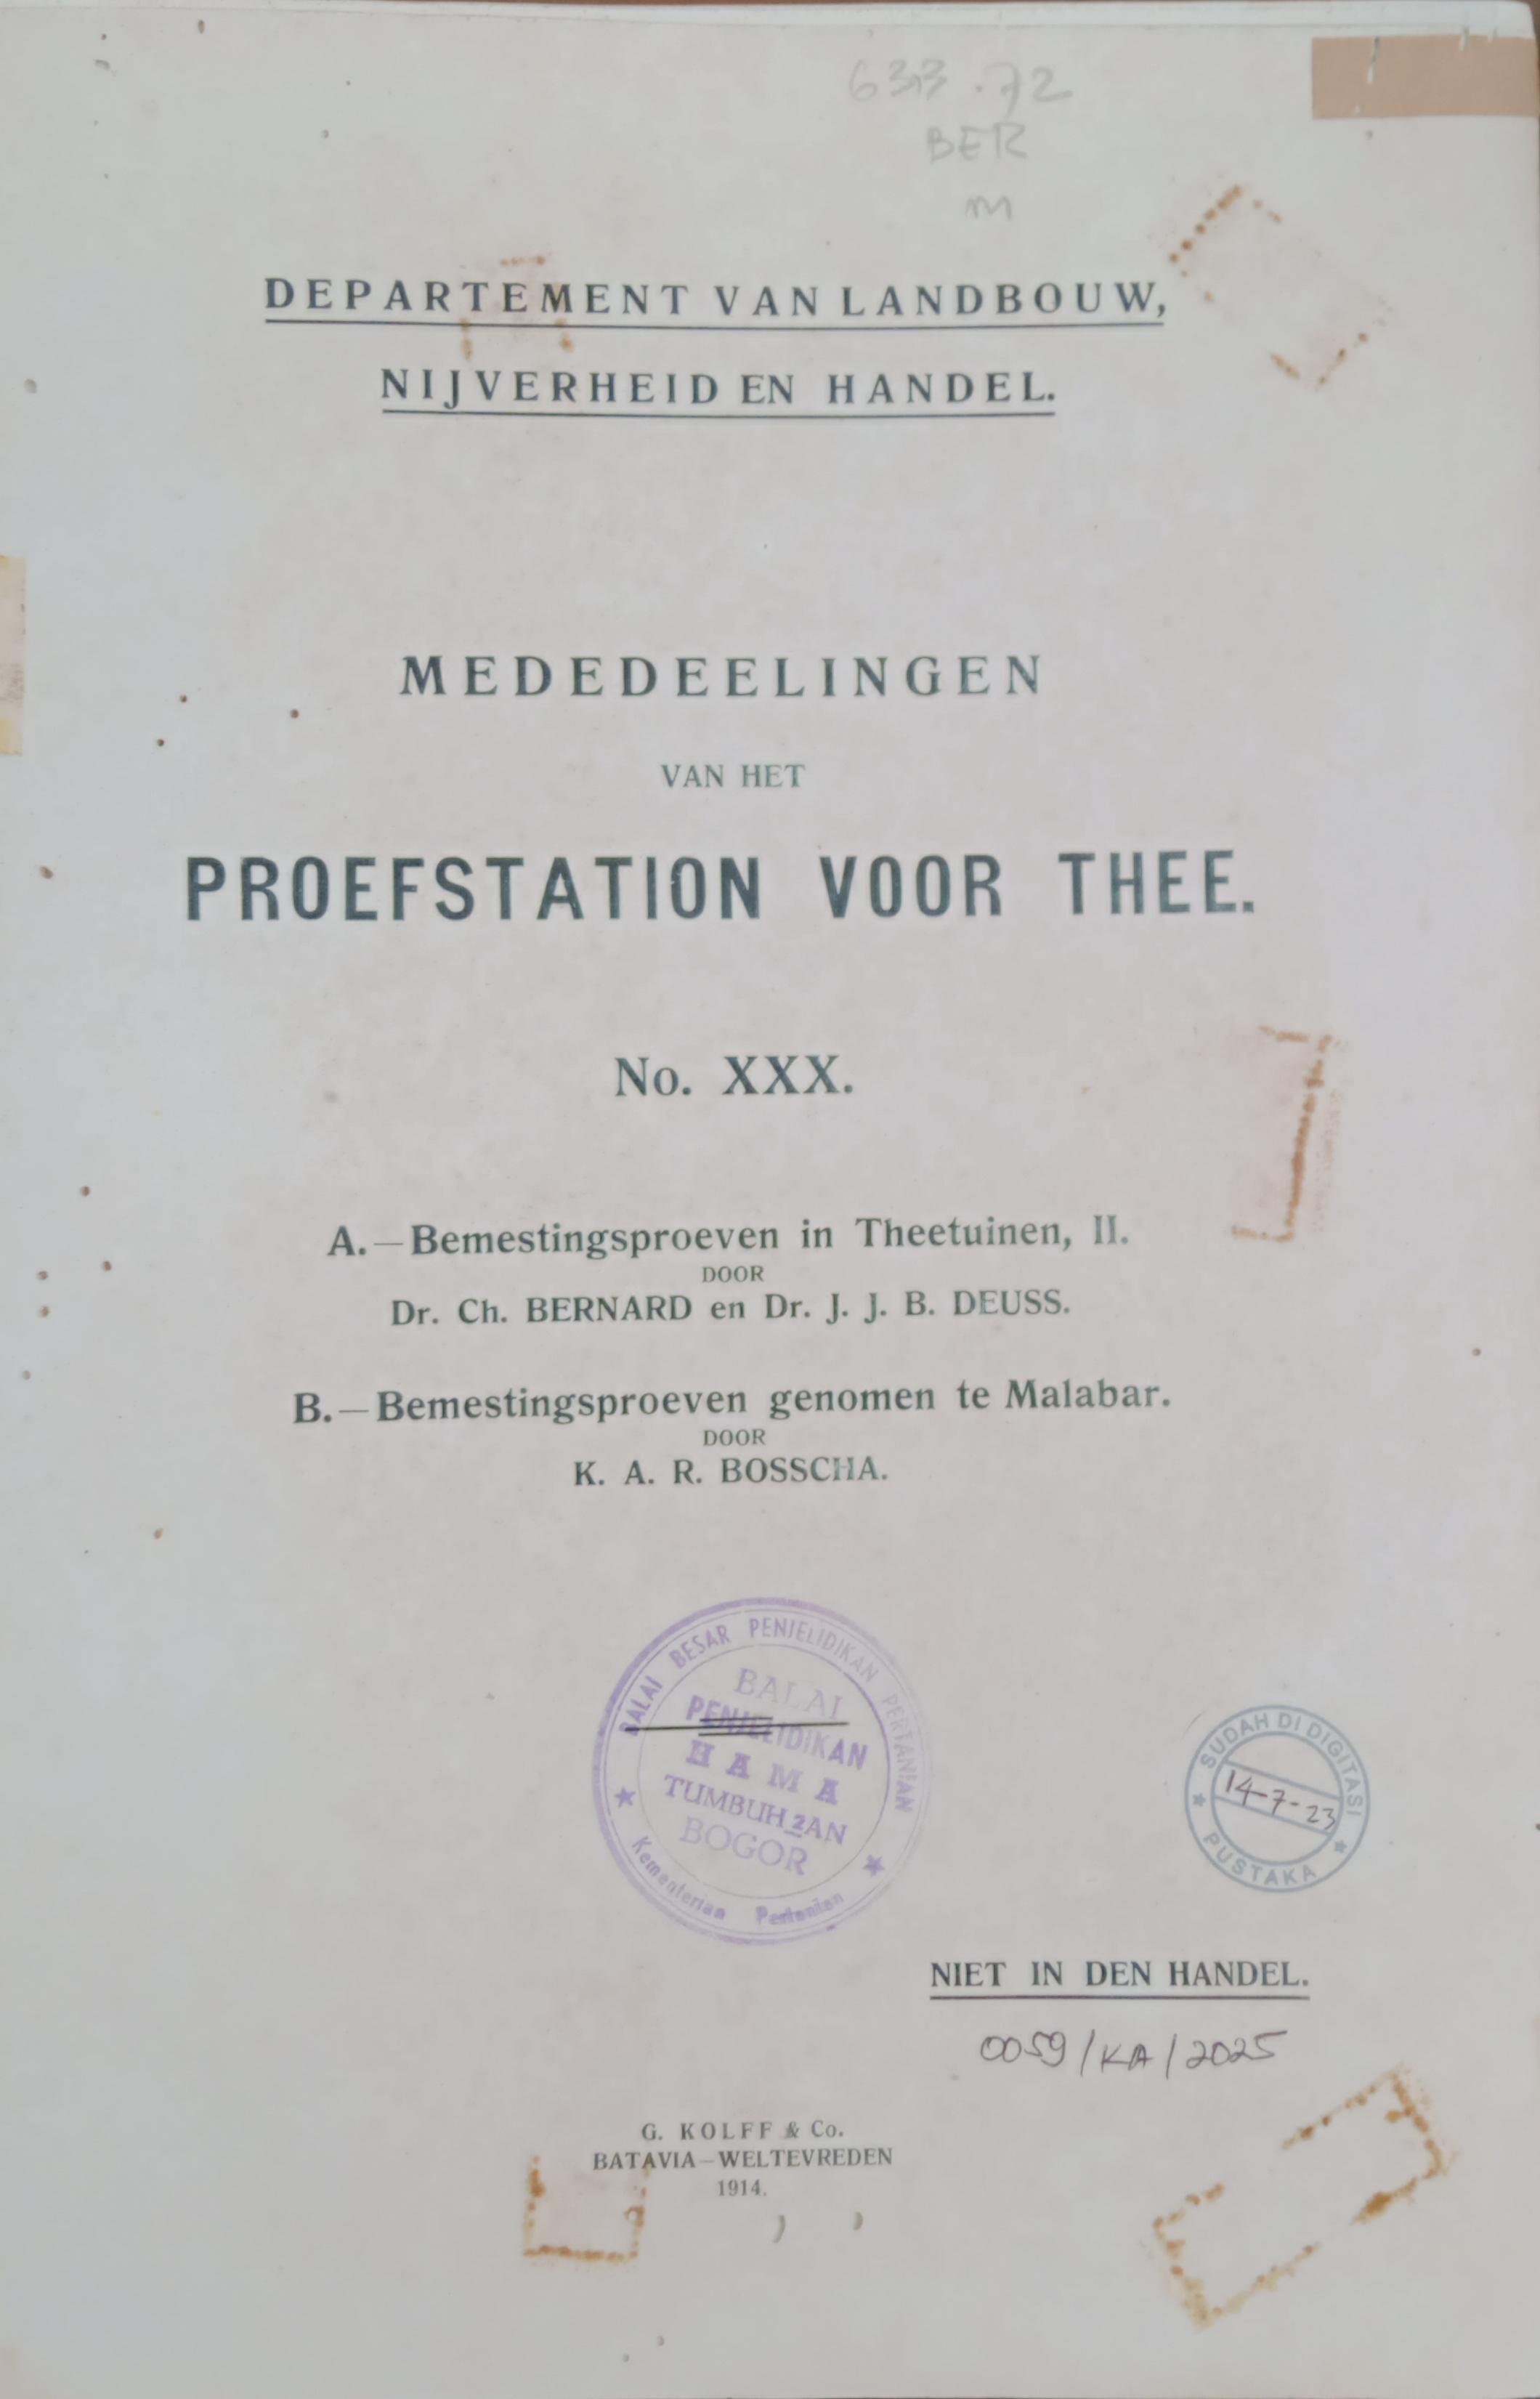 633.72
BER
m
DEPARTEMENT VAN LANDBOUW,
NIJVERHEID EN HANDEL.
MEDEDEELINGEN
VAN HET
PROEFSTATION VOOR THEE.
No. XXX.
A.—Bemestingsproeven in Theetuinen, II.
DOOR
Dr. Ch. BERNARD en Dr. J. J. B. DEUSS.
B.—Bemestingsproeven genomen te Malabar.
DOOR
K. A. R. BOSSCHA.
BALAI BESAR PENJELIDIKAN PERTANIAN
BALAI
PENJELIDIKAN
HAMA
TUMBUH2AN
BOGOR
Kementerian Pertanian
SUDAH DI DIGITASI
14-7-23
PUSTAKA
NIET IN DEN HANDEL.
0059/KA/2025
G. KOLFF & Co.
BATAVIA—WELTEVREDEN
1914.